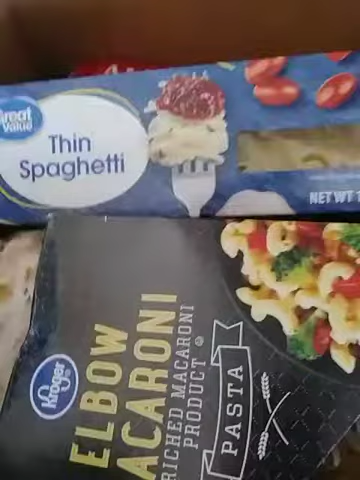 Great
Value
Thin
Spaghetti
NET WT
Kroger
ELBOW
ACARONI
RICHED MACARONI
PRODUCT
PASTA